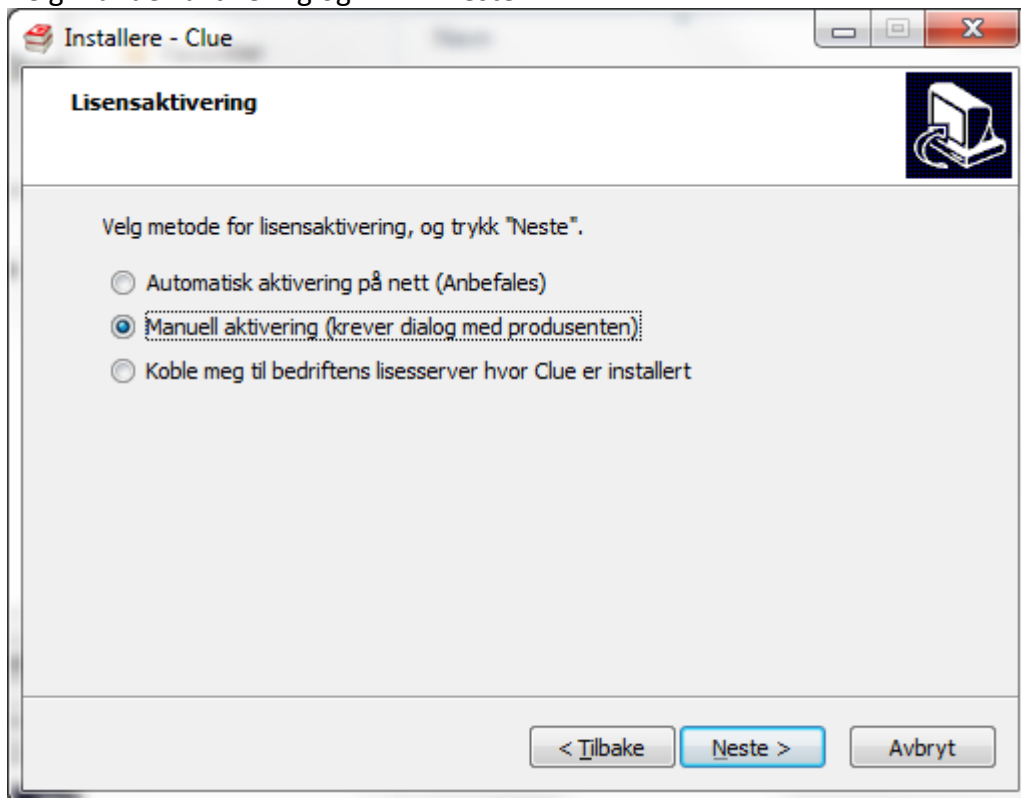 Installere - Clue
Lisensaktivering
Velg metode for lisensaktivering, og trykk "Neste".
Automatisk aktivering på nett (Anbefales)
Manuell aktivering (krever dialog med produsenten)
Koble meg til bedriftens lisesserver hvor Clue er installert
< Tilbake
Neste >
Avbryt